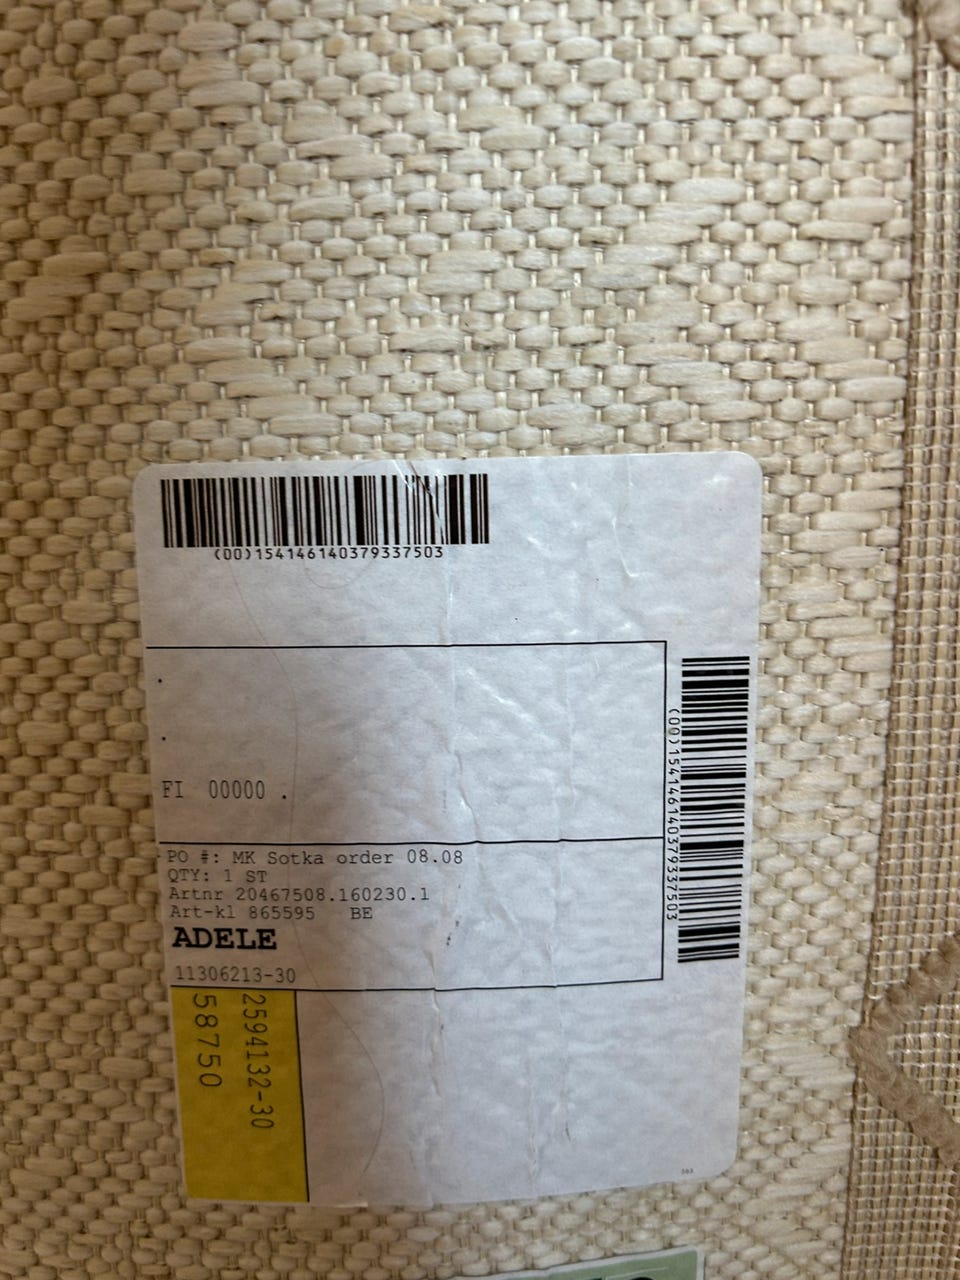 (00)154146140379337503
.
.
FI 00000 .
(00)154146140379337503
PO #: MK Sotka order 08.08
QTY: 1 ST
Artnr 20467508.160230.1
Art-kl 865595 BE
ADELE
11306213-30
2594132-30
58750